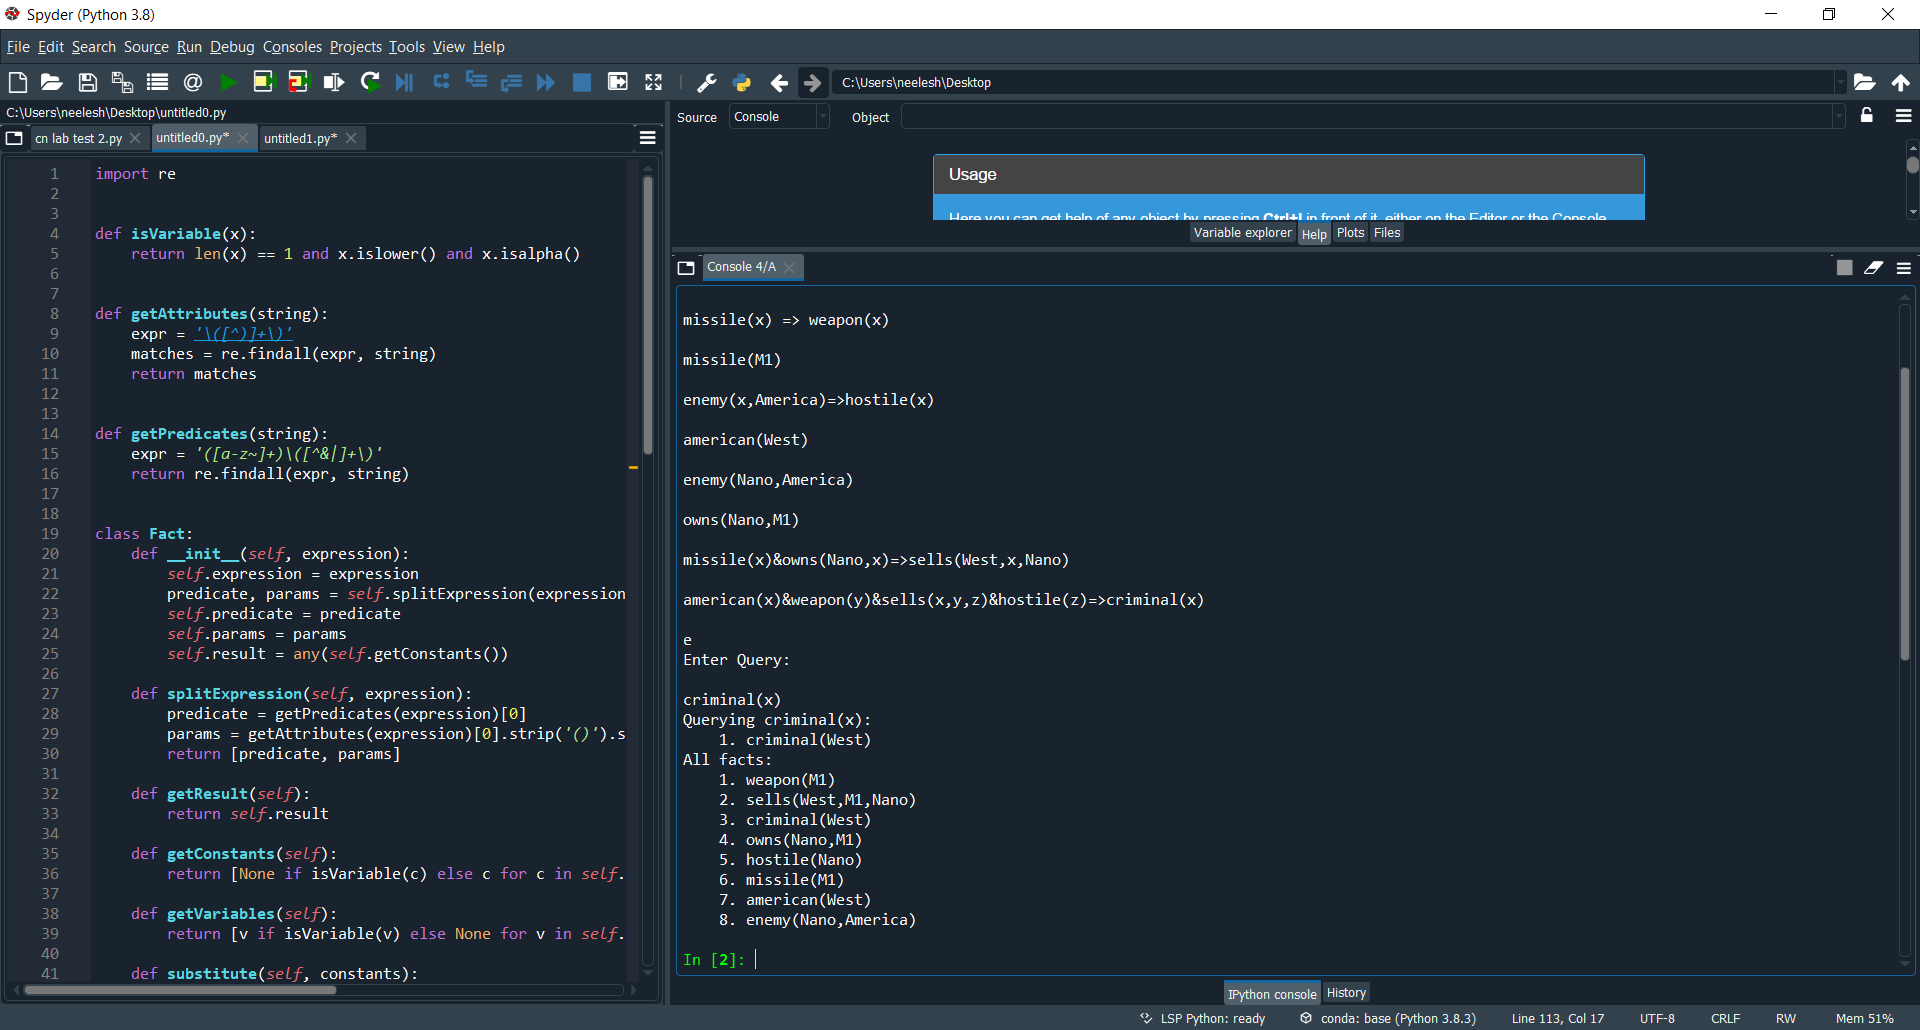 Spyder (Python 3.8)
File Edit Search Source Run Debug Consoles Projects Tools View Help
C:\Users\neelesh\Desktop
C:\Users\neelesh\Desktop\untitled0.py
cn lab test 2.py
untitled0.py*
untitled1.py*
1 import re
2
3
4 def isVariable(x):
5     return len(x) == 1 and x.islower() and x.isalpha()
6
7
8 def getAttributes(string):
9     expr = '\([^)]+\)'
10     matches = re.findall(expr, string)
11     return matches
12
13
14 def getPredicates(string):
15     expr = '([a-z~]+)\([^&|]+\)'
16     return re.findall(expr, string)
17
18
19 class Fact:
20     def __init__(self, expression):
21         self.expression = expression
22         predicate, params = self.splitExpression(expression
23         self.predicate = predicate
24         self.params = params
25         self.result = any(self.getConstants())
26
27     def splitExpression(self, expression):
28         predicate = getPredicates(expression)[0]
29         params = getAttributes(expression)[0].strip('()').s
30         return [predicate, params]
31
32     def getResult(self):
33         return self.result
34
35     def getConstants(self):
36         return [None if isVariable(c) else c for c in self.
37
38     def getVariables(self):
39         return [v if isVariable(v) else None for v in self.
40
41     def substitute(self, constants):
Source Console Object
Usage
Here you can get help of any object by pressing Ctrl+I in front of it, either on the Editor or the Console.
Variable explorer Help Plots Files
Console 4/A
missile(x) => weapon(x)
missile(M1)
enemy(x,America)=>hostile(x)
american(West)
enemy(Nano,America)
owns(Nano,M1)
missile(x)&owns(Nano,x)=>sells(West,x,Nano)
american(x)&weapon(y)&sells(x,y,z)&hostile(z)=>criminal(x)
e
Enter Query:
criminal(x)
Querying criminal(x):
    1. criminal(West)
All facts:
    1. weapon(M1)
    2. sells(West,M1,Nano)
    3. criminal(West)
    4. owns(Nano,M1)
    5. hostile(Nano)
    6. missile(M1)
    7. american(West)
    8. enemy(Nano,America)
In [2]:
IPython console History
LSP Python: ready conda: base (Python 3.8.3) Line 113, Col 17 UTF-8 CRLF RW Mem 51%